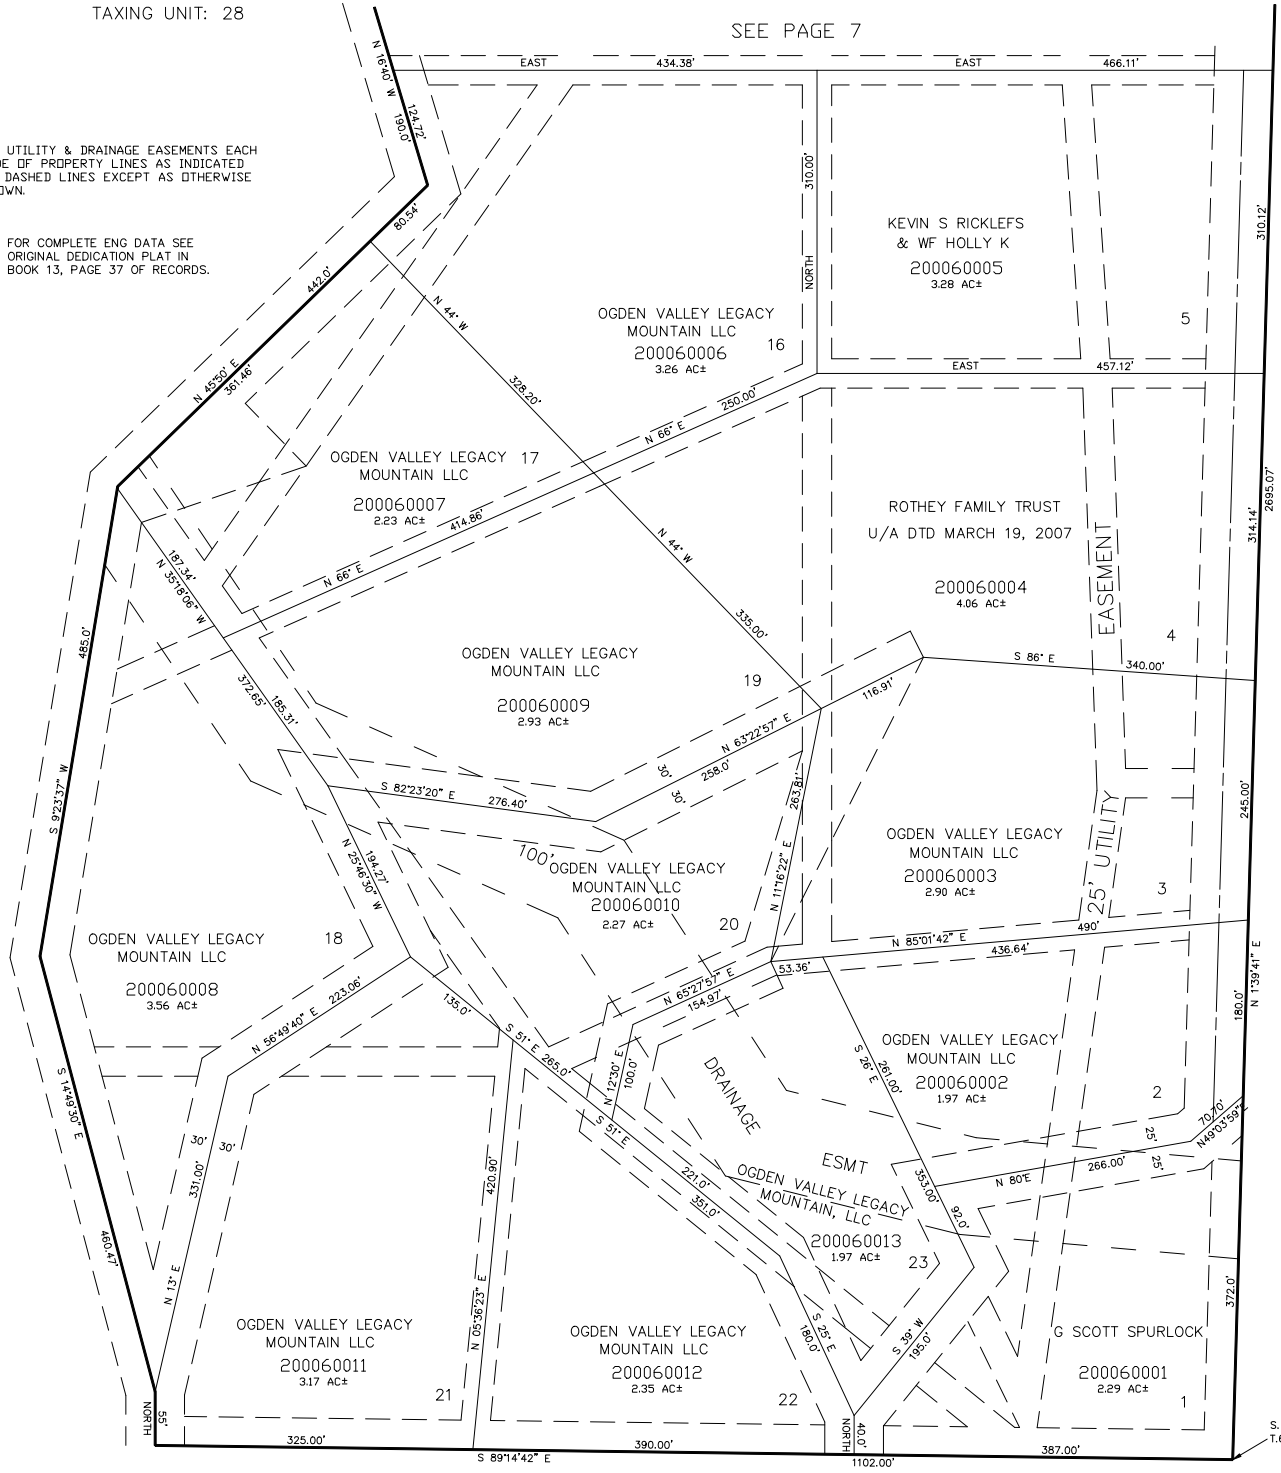 TAXING UNIT: 28
SEE PAGE 7
UTILITY & DRAINAGE EASEMENTS EACH
OF PROPERTY LINES AS INDICATED
DASHED LINES EXCEPT AS OTHERWISE
FOR COMPLETE ENG DATA SEE
ORIGINAL DEDICATION PLAT IN
BOOK 13, PAGE 37 OF RECORDS.
N 16°40' W
190.0'
124.72'
80.54'
EAST 434.38'
EAST 466.11'
310.00'
NORTH
310.12'
KEVIN S RICKLEFS
& WF HOLLY K
200060005
3.28 AC±
5
OGDEN VALLEY LEGACY
MOUNTAIN LLC
200060006
3.26 AC±
16
442.0'
N 45°50' E
361.46'
N 44° W
328.20'
EAST 457.12'
N 66° E 250.00'
OGDEN VALLEY LEGACY
MOUNTAIN LLC
17
200060007
2.23 AC±
414.86'
N 66° E
2695.07'
314.14'
ROTHEY FAMILY TRUST
U/A DTD MARCH 19, 2007
200060004
4.06 AC±
4
EASEMENT
25' UTILITY
N 44° W
335.00'
187.34'
N 35°18'06" W
372.65'
185.31'
485.0'
S 9°23'37" W
OGDEN VALLEY LEGACY
MOUNTAIN LLC
200060009
2.93 AC±
19
S 86° E 340.00'
116.91'
N 63°22'57" E
258.0'
30'
30'
S 82°23'20" E 276.40'
263.81'
N 11°16'22" E
245.00'
OGDEN VALLEY LEGACY
MOUNTAIN LLC
200060003
2.90 AC±
3
100'
OGDEN VALLEY LEGACY
MOUNTAIN LLC
200060010
2.27 AC±
20
194.27'
N 25°46'30" W
N 85°01'42" E 490'
436.64'
53.36'
OGDEN VALLEY LEGACY
MOUNTAIN LLC
18
200060008
3.56 AC±
223.06'
N 56°49'40" E
135.0'
S 51° E 265.0'
N 65°27'57" E
154.97'
N 12°30' E
100.0'
S 51° E
221.0'
351.0'
DRAINAGE
ESMT
S 26° E
261.00'
OGDEN VALLEY LEGACY
MOUNTAIN LLC
200060002
1.97 AC±
2
N 1°39'41" E
180.0'
70.70'
N49°03'59"E
25'
25'
N 80°E 266.00'
353.00'
92.0'
OGDEN VALLEY LEGACY
MOUNTAIN, LLC
200060013
1.97 AC±
23
S 14°49'30" E
460.47'
30'
30'
331.00'
N 13° E
420.90'
N 05°36'23" E
S 25° E
180.0'
S 39° W
195.0'
372.0'
OGDEN VALLEY LEGACY
MOUNTAIN LLC
200060011
3.17 AC±
21
OGDEN VALLEY LEGACY
MOUNTAIN LLC
200060012
2.35 AC±
22
G SCOTT SPURLOCK
200060001
2.29 AC±
1
NORTH
55'
NORTH
40.0'
325.00'
390.00'
387.00'
S 89°14'42" E
1102.00'
S.